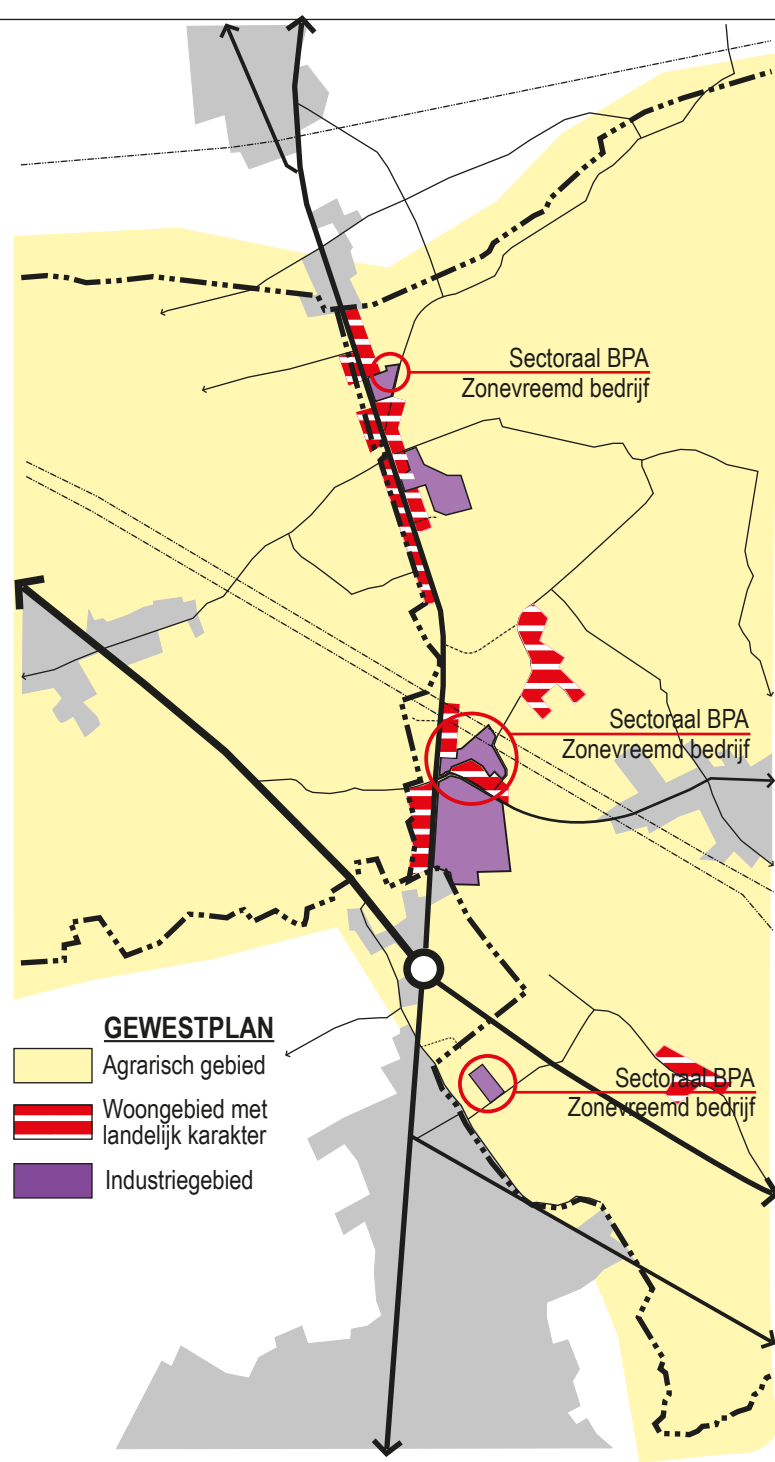 Sectoraal BPA
Zonevreemd bedrijf
Sectoraal BPA
Zonevreemd bedrijf
GEWESTPLAN
Agrarisch gebied
Woongebied met
landelijk karakter
Industriegebied
Sectoraal BPA
Zonevreemd bedrijf